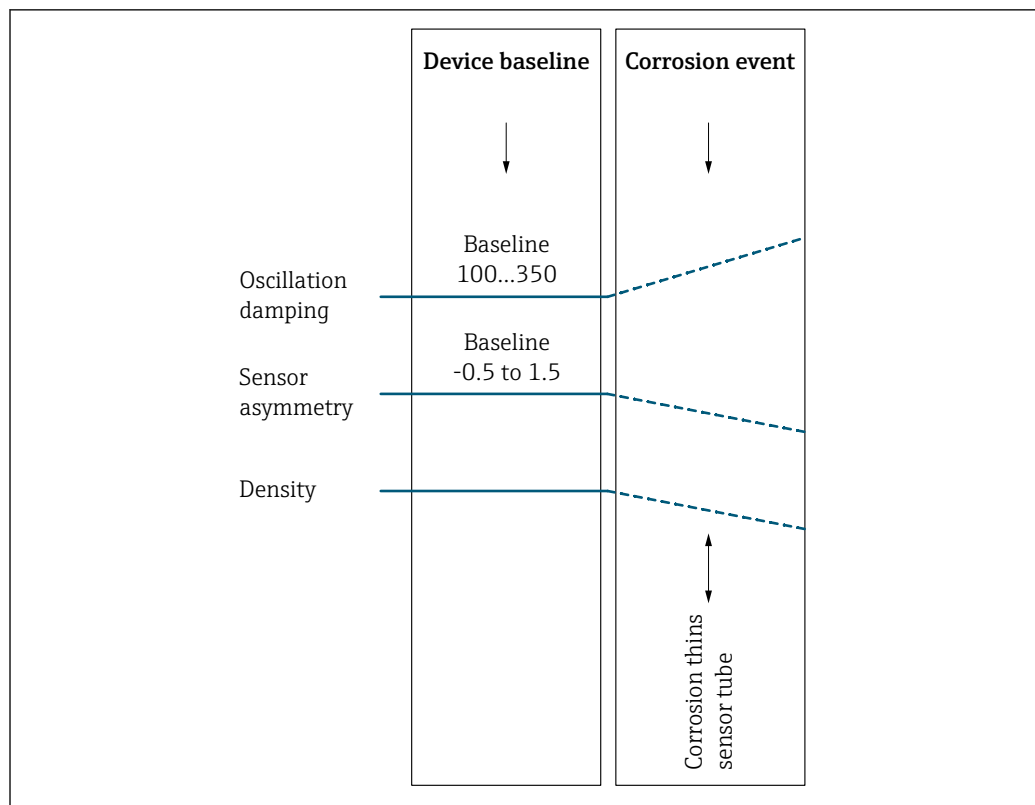 Device baseline
Corrosion event
Baseline
100...350
Oscillation
damping
Baseline
-0.5 to 1.5
Sensor
asymmetry
Density
Corrosion thins
sensor tube